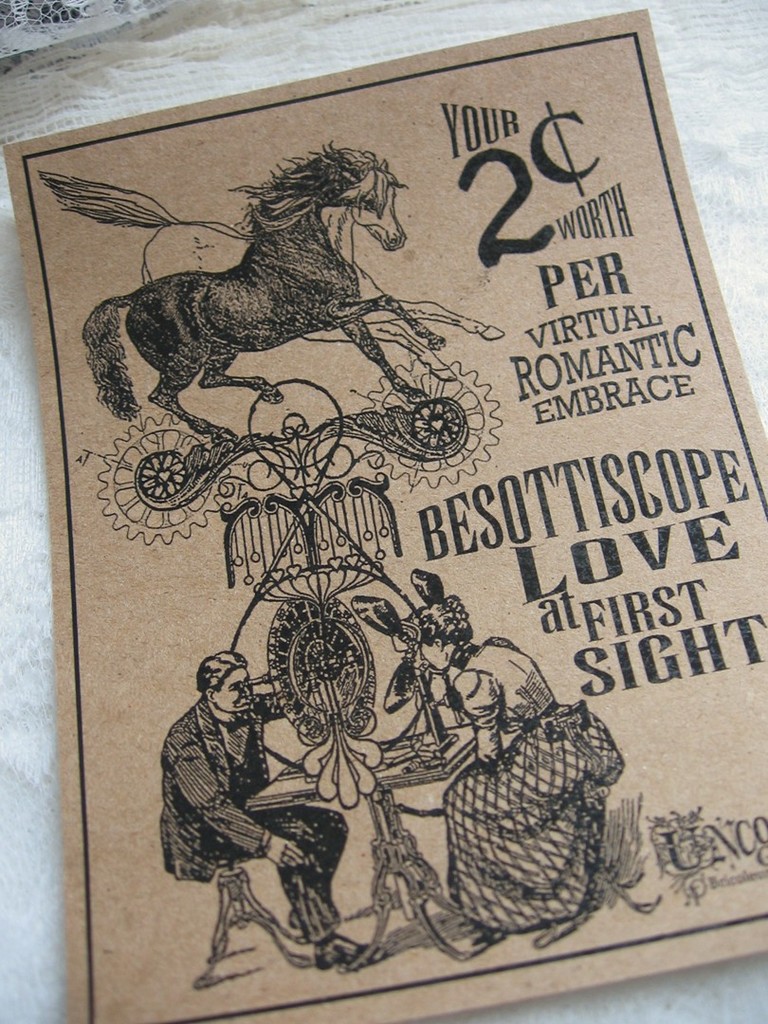 YOUR
2¢
WORTH
PER
VIRTUAL
ROMANTIC
EMBRACE
BESOTTISCOPE
LOVE
at FIRST
SIGHT